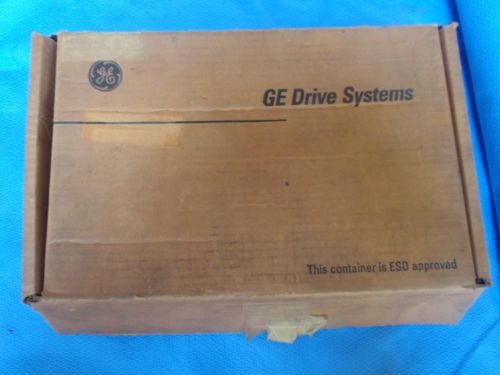 GE
GE Drive Systems
This container is ESD approved